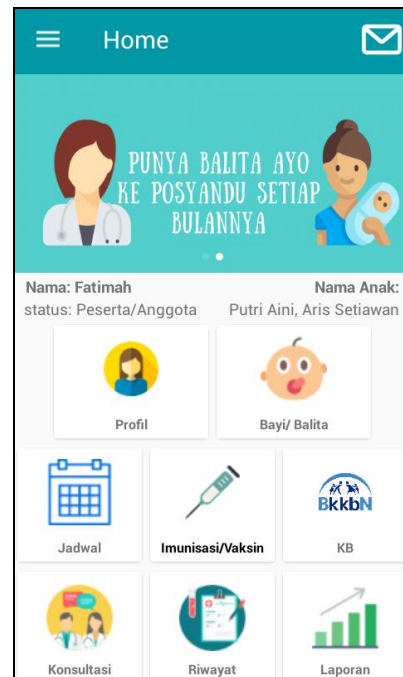 Home
PUNYA BALITA AYO
KE POSYANDU SETIAP
BULANNYA
Nama: Fatimah
Nama Anak:
status: Peserta/Anggota
Putri Aini, Aris Setiawan
Profil
Bayi/ Balita
BkkbN
Jadwal
Imunisasi/Vaksin
KB
Konsultasi
Riwayat
Laporan